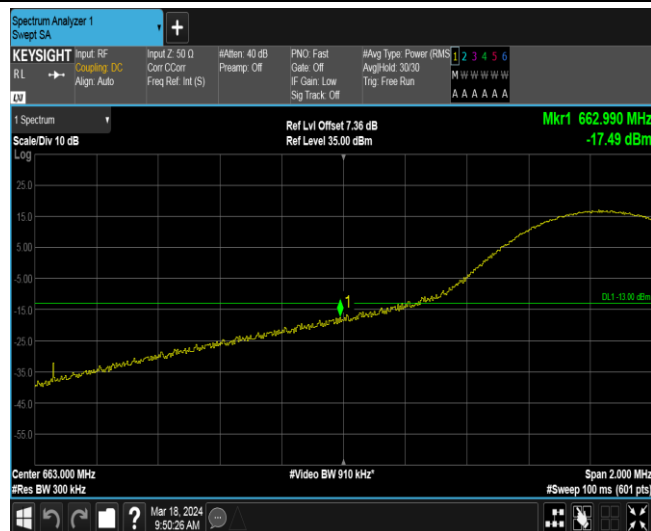 Spectrum Analyzer 1
Swept SA
+
KEYSIGHT
RL
LXI
Input: RF
Coupling: DC
Align: Auto
Input Z: 50 Ω
Corr CCorr
Freq Ref: Int (S)
#Atten: 40 dB
Preamp: Off
PNO: Fast
Gate: Off
IF Gain: Low
Sig Track: Off
#Avg Type: Power (RMS
Avg|Hold: 30/30
Trig: Free Run
1 2 3 4 5 6
M W W W W W
A A A A A A
1 Spectrum
Scale/Div 10 dB
Log
Ref Lvl Offset 7.36 dB
Ref Level 35.00 dBm
Mkr1 662.990 MHz
-17.49 dBm
25.0
15.0
5.00
-5.00
1
DL1 -13.00 dBm
-15.0
-25.0
-35.0
-45.0
-55.0
Center 663.000 MHz
#Res BW 300 kHz
#Video BW 910 kHz*
Span 2.000 MHz
#Sweep 100 ms (601 pts)
?
Mar 18, 2024
9:50:26 AM